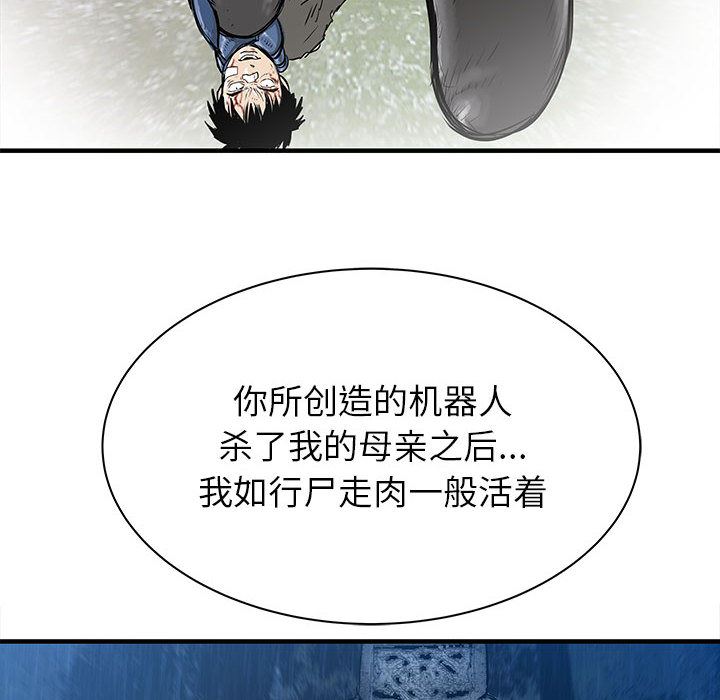 你所创造的机器人
杀了我的母亲之后…
我如行尸走肉一般活着